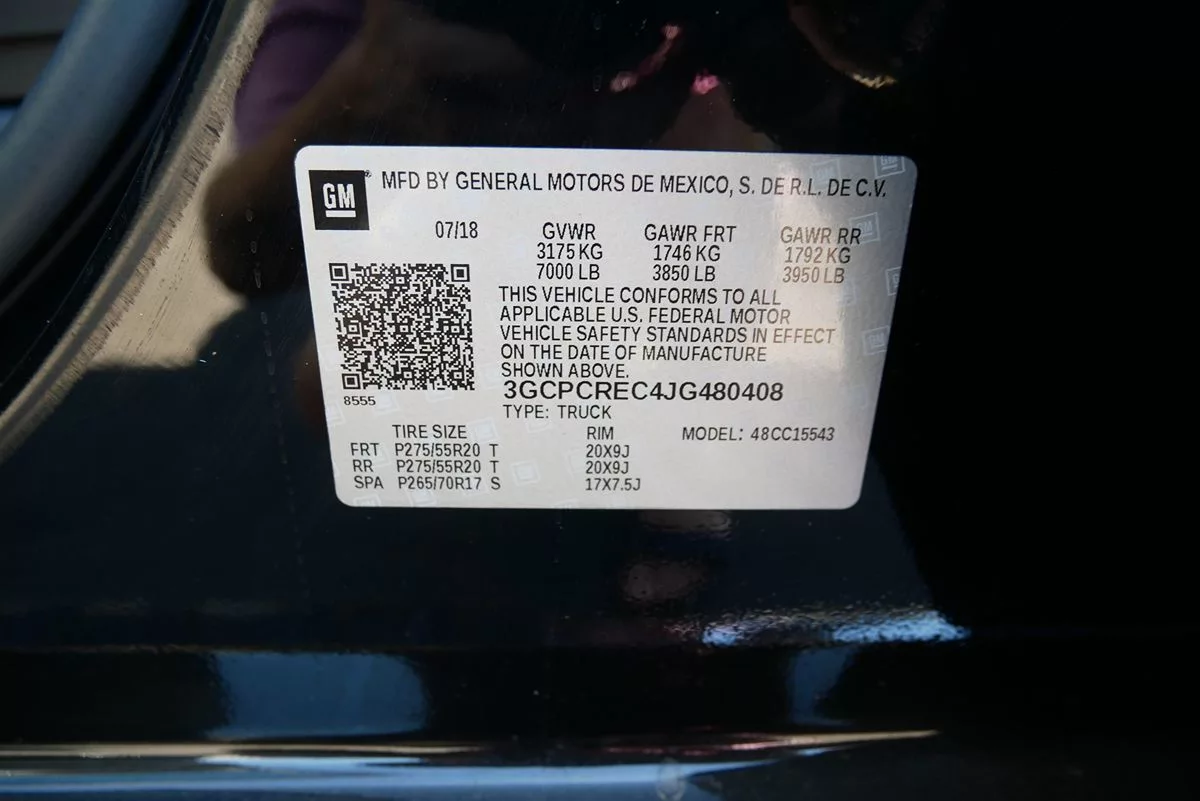 GM® MFD BY GENERAL MOTORS DE MEXICO, S. DE R.L. DE C.V.
07/18 GVWR GAWR FRT GAWR RR
3175 KG 1746 KG 1792 KG
7000 LB 3850 LB 3950 LB
THIS VEHICLE CONFORMS TO ALL
APPLICABLE U.S. FEDERAL MOTOR
VEHICLE SAFETY STANDARDS IN EFFECT
ON THE DATE OF MANUFACTURE
SHOWN ABOVE.
3GCPCREC4JG480408
8555
TYPE: TRUCK
TIRE SIZE RIM MODEL: 48CC15543
FRT P275/55R20 T 20X9J
RR P275/55R20 T 20X9J
SPA P265/70R17 S 17X7.5J